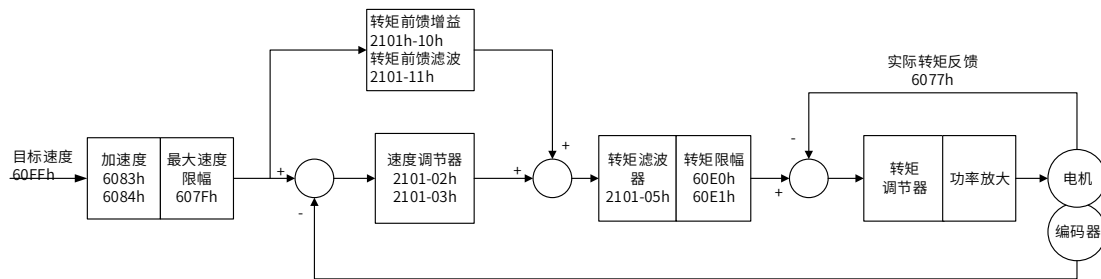 转矩前馈增益
2101h-10h
转矩前馈滤波
2101-11h
实际转矩反馈
6077h
目标速度
60FFh
加速度
6083h
6084h
最大速度
限幅
607Fh
+
-
速度调节器
2101-02h
2101-03h
+
+
转矩滤波
器
2101-05h
转矩限幅
60E0h
60E1h
+
-
转矩
调节器
功率放大
电机
编码器